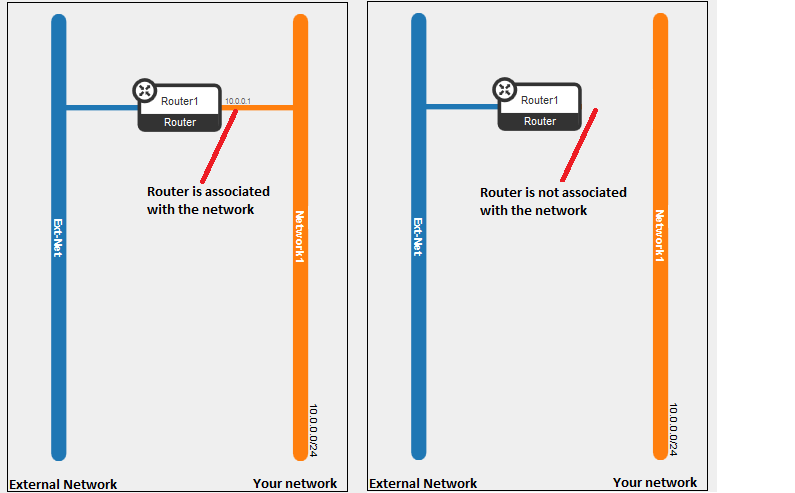 Router1
10.0.0.1
Router
Router is associated
with the network
Ext-Net
Network1
10.0.0.0/24
External Network
Your network
Router1
Router
Router is not associated
with the network
Ext-Net
Network1
10.0.0.0/24
External Network
Your network